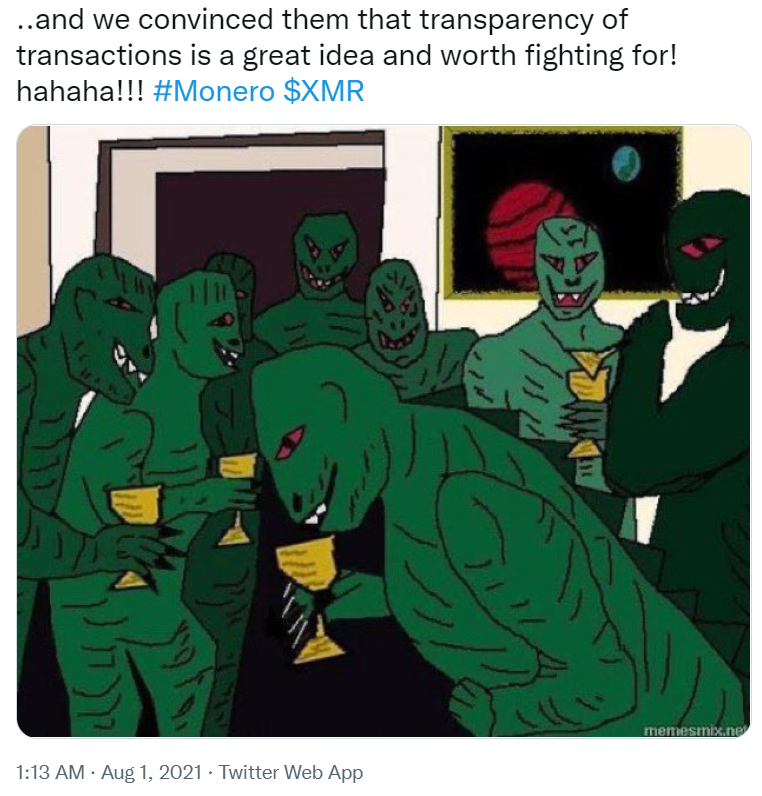 ..and we convinced them that transparency of
transactions is a great idea and worth fighting for!
hahaha!!! #Monero $XMR
memesmix.net
1:13 AM · Aug 1, 2021 · Twitter Web App